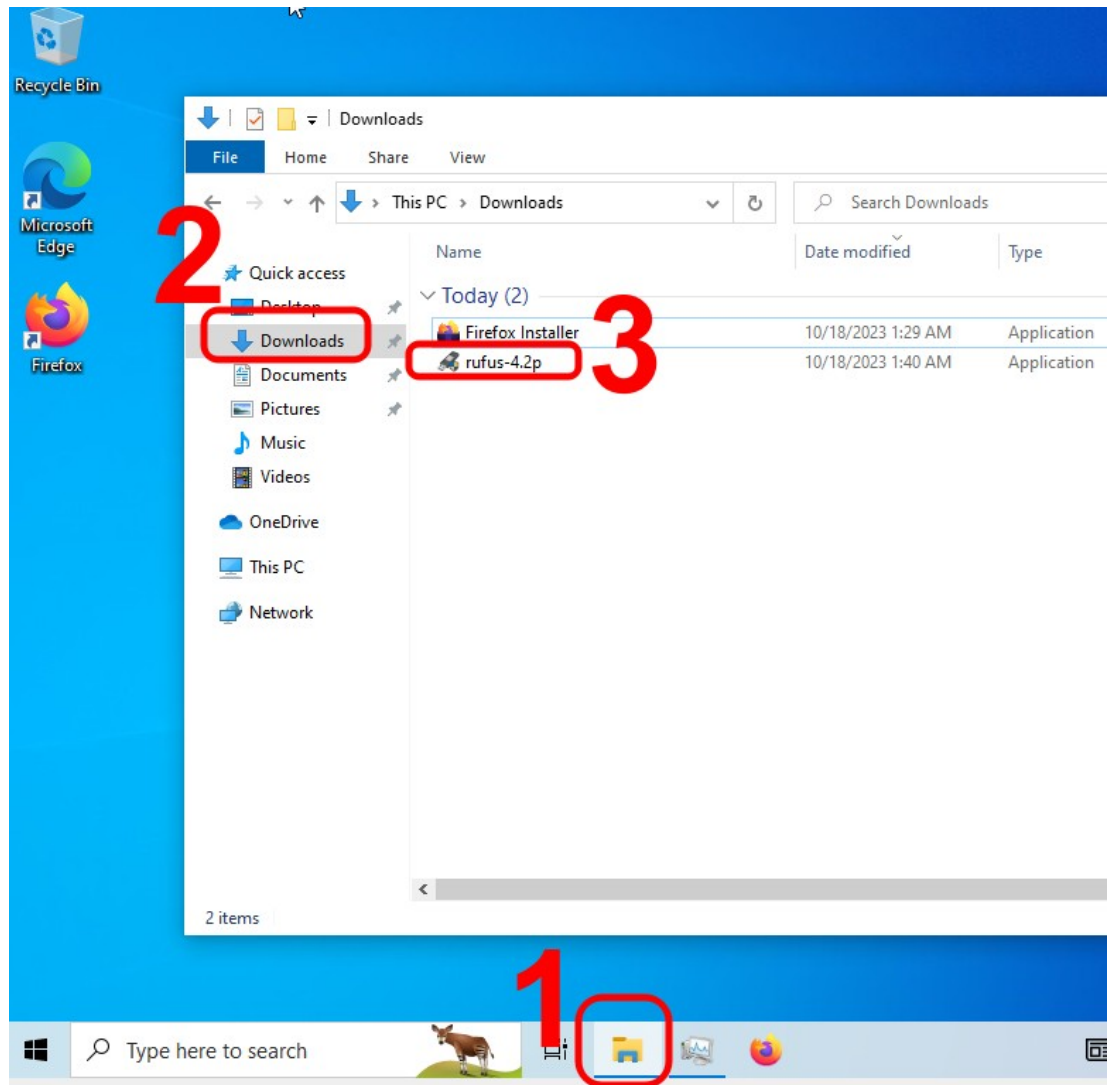 Recycle Bin
Microsoft
Edge
Firefox
Downloads
File Home Share View
This PC > Downloads
Search Downloads
2
Quick access
Desktop
Downloads
Documents
Pictures
Music
Videos
OneDrive
This PC
Network
Name Date modified Type
Today (2)
Firefox Installer 10/18/2023 1:29 AM Application
rufus-4.2p 10/18/2023 1:40 AM Application
3
2 items
1
Type here to search